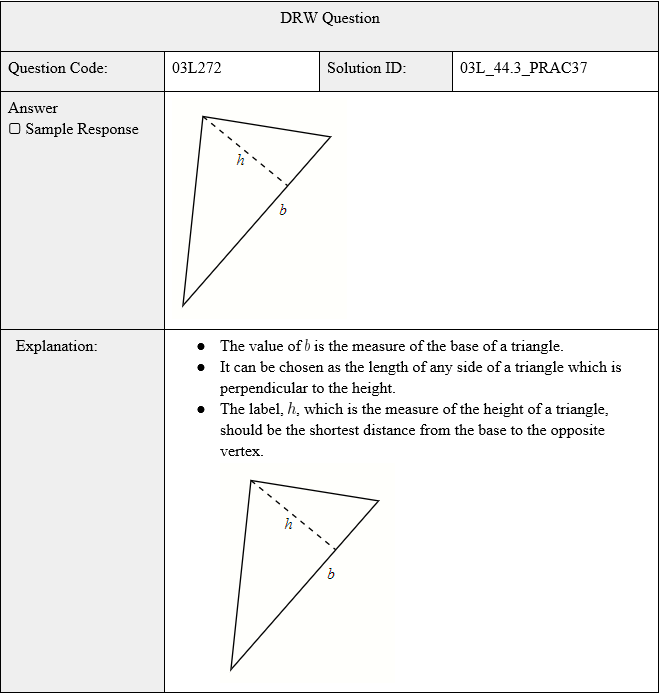 DRW Question
Question Code:
03L272
Solution ID:
03L_44.3_PRAC37
Answer
▢ Sample Response
h
b
Explanation:
● The value of b is the measure of the base of a triangle.
● It can be chosen as the length of any side of a triangle which is
perpendicular to the height.
● The label, h, which is the measure of the height of a triangle,
should be the shortest distance from the base to the opposite
vertex.
h
b